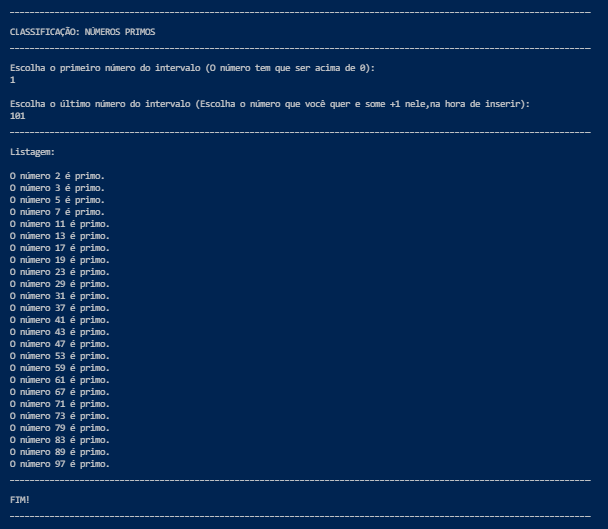 CLASSIFICAÇÃO: NÚMEROS PRIMOS
Escolha o primeiro número do intervalo (O número tem que ser acima de 0):
1
Escolha o último número do intervalo (Escolha o número que você quer e some +1 nele,na hora de inserir):
101
Listagem:
O número 2 é primo.
O número 3 é primo.
O número 5 é primo.
O número 7 é primo.
O número 11 é primo.
O número 13 é primo.
O número 17 é primo.
O número 19 é primo.
O número 23 é primo.
O número 29 é primo.
O número 31 é primo.
O número 37 é primo.
O número 41 é primo.
O número 43 é primo.
O número 47 é primo.
O número 53 é primo.
O número 59 é primo.
O número 61 é primo.
O número 67 é primo.
O número 71 é primo.
O número 73 é primo.
O número 79 é primo.
O número 83 é primo.
O número 89 é primo.
O número 97 é primo.
FIM!